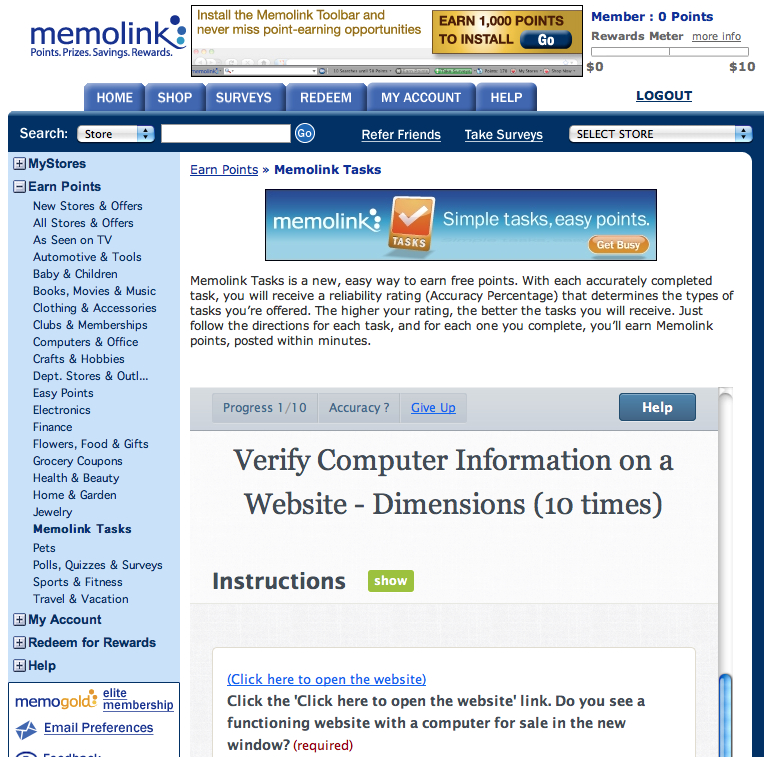 memolink
Points. Prizes. Savings. Rewards.
Install the Memolink Toolbar and
never miss point-earning opportunities
EARN 1,000 POINTS
TO INSTALL Go
Member : 0 Points
Rewards Meter more info
$0 $10
HOME SHOP SURVEYS REDEEM MY ACCOUNT HELP
LOGOUT
Search: Store Go Refer Friends Take Surveys SELECT STORE
MyStores
Earn Points
New Stores & Offers
All Stores & Offers
As Seen on TV
Automotive & Tools
Baby & Children
Books, Movies & Music
Clothing & Accessories
Clubs & Memberships
Computers & Office
Crafts & Hobbies
Dept. Stores & Outl...
Easy Points
Electronics
Finance
Flowers, Food & Gifts
Grocery Coupons
Health & Beauty
Home & Garden
Jewelry
Memolink Tasks
Pets
Polls, Quizzes & Surveys
Sports & Fitness
Travel & Vacation
My Account
Redeem for Rewards
Help
memogold elite
membership
Email Preferences
Feedback
Earn Points » Memolink Tasks
memolink TASKS Simple tasks, easy points.
Get Busy
Memolink Tasks is a new, easy way to earn free points. With each accurately completed
task, you will receive a reliability rating (Accuracy Percentage) that determines the types of
tasks you're offered. The higher your rating, the better the tasks you will receive. Just
follow the directions for each task, and for each one you complete, you'll earn Memolink
points, posted within minutes.
Progress 1/10 Accuracy ? Give Up Help
Verify Computer Information on a
Website - Dimensions (10 times)
Instructions show
(Click here to open the website)
Click the 'Click here to open the website' link. Do you see a
functioning website with a computer for sale in the new
window? (required)